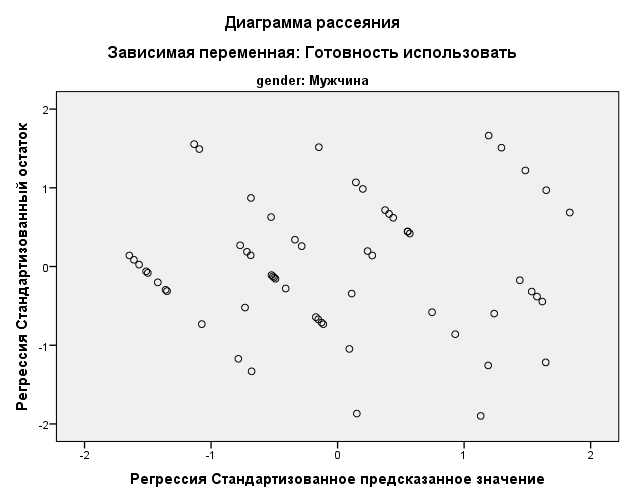 Диаграмма рассеяния
Зависимая переменная: Готовность использовать
gender: Мужчина
Регрессия Стандартизованный остаток
2
1
0
-1
-2
-2
-1
0
1
2
Регрессия Стандартизованное предсказанное значение